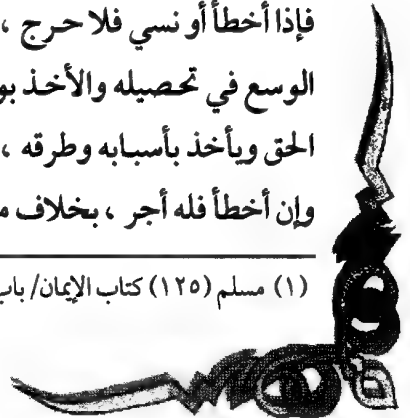 فإذا أخطأ أو نسي فلا حرج ،
الوسع في تحصيله والأخذ بو
الحق ويأخذ بأسبابه وطرقه ،
وإن أخطأ فله أجر ، بخلاف م
(١) مسلم (١٢٥) كتاب الإيمان/ باب